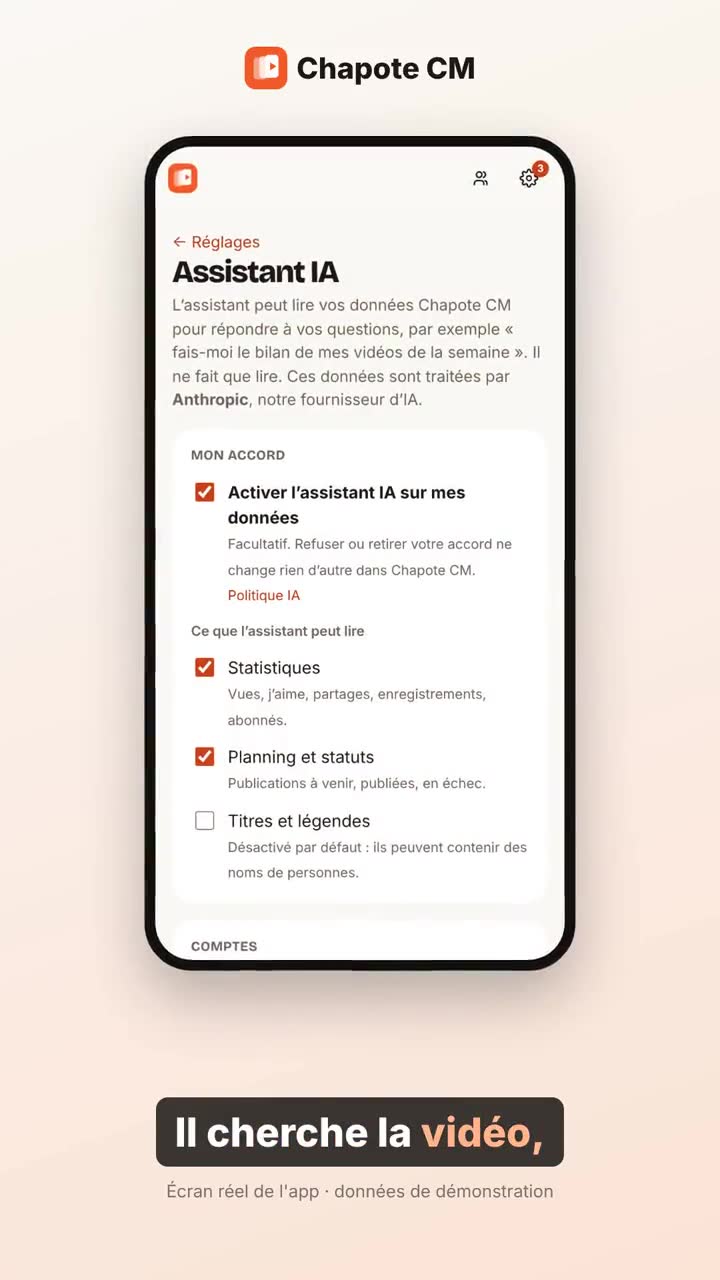 Chapote CM
3
← Réglages
Assistant IA
L’assistant peut lire vos données Chapote CM
pour répondre à vos questions, par exemple «
fais-moi le bilan de mes vidéos de la semaine ». Il
ne fait que lire. Ces données sont traitées par
Anthropic, notre fournisseur d’IA.
MON ACCORD
Activer l’assistant IA sur mes
données
Facultatif. Refuser ou retirer votre accord ne
change rien d’autre dans Chapote CM.
Politique IA
Ce que l’assistant peut lire
Statistiques
Vues, j’aime, partages, enregistrements,
abonnés.
Planning et statuts
Publications à venir, publiées, en échec.
Titres et légendes
Désactivé par défaut : ils peuvent contenir des
noms de personnes.
COMPTES
Il cherche la vidéo,
Écran réel de l'app · données de démonstration